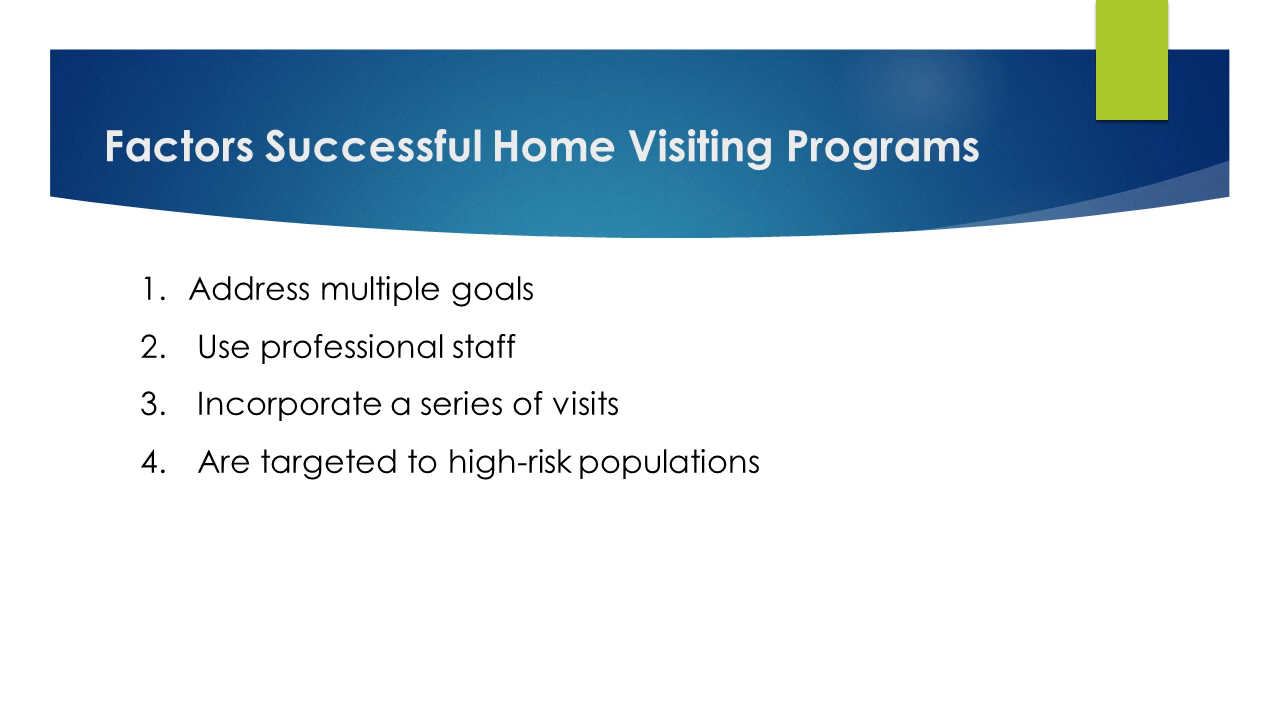 Factors Successful Home Visiting Programs
1. Address multiple goals
2. Use professional staff
3. Incorporate a series of visits
4. Are targeted to high-risk populations